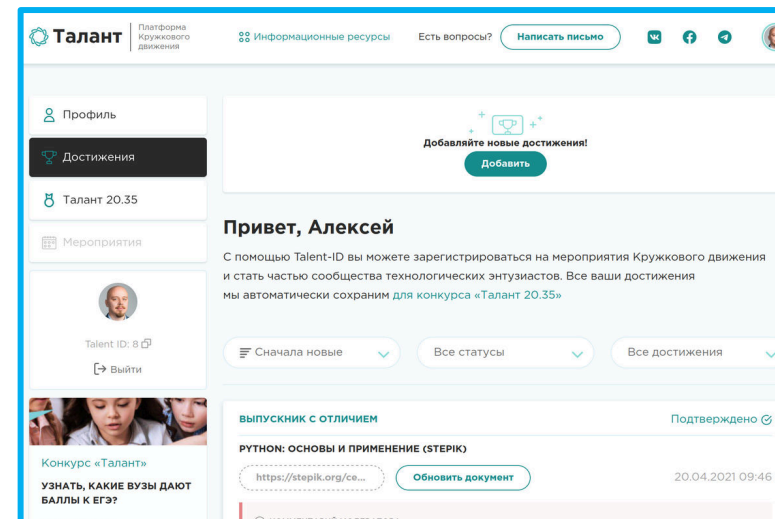 Талант
Платформа
Кружкового
движения
Информационные ресурсы
Есть вопросы?
Написать письмо
Профиль
Достижения
Талант 20.35
Мероприятия
Talent ID: 8
Выйти
Конкурс «Талант»
УЗНАТЬ, КАКИЕ ВУЗЫ ДАЮТ
БАЛЛЫ К ЕГЭ?
Добавляйте новые достижения!
Добавить
Привет, Алексей
С помощью Talent-ID вы можете зарегистрироваться на мероприятия Кружкового движения
и стать частью сообщества технологических энтузиастов. Все ваши достижения
мы автоматически сохраним для конкурса «Талант 20.35»
Сначала новые
Все статусы
Все достижения
ВЫПУСКНИК С ОТЛИЧИЕМ
Подтверждено
PYTHON: ОСНОВЫ И ПРИМЕНЕНИЕ (STEPIK)
https://stepik.org/ce...
Обновить документ
20.04.2021 09:46